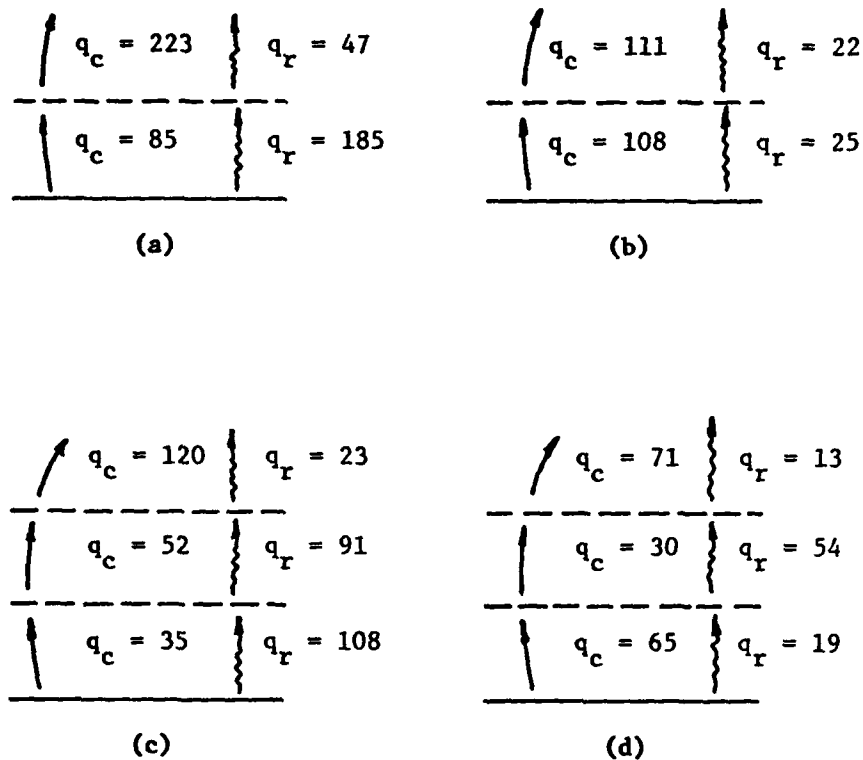 q_c = 223 q_r = 47
q_c = 85 q_r = 185
(a)
q_c = 111 q_r = 22
q_c = 108 q_r = 25
(b)
q_c = 120 q_r = 23
q_c = 52 q_r = 91
q_c = 35 q_r = 108
(c)
q_c = 71 q_r = 13
q_c = 30 q_r = 54
q_c = 65 q_r = 19
(d)